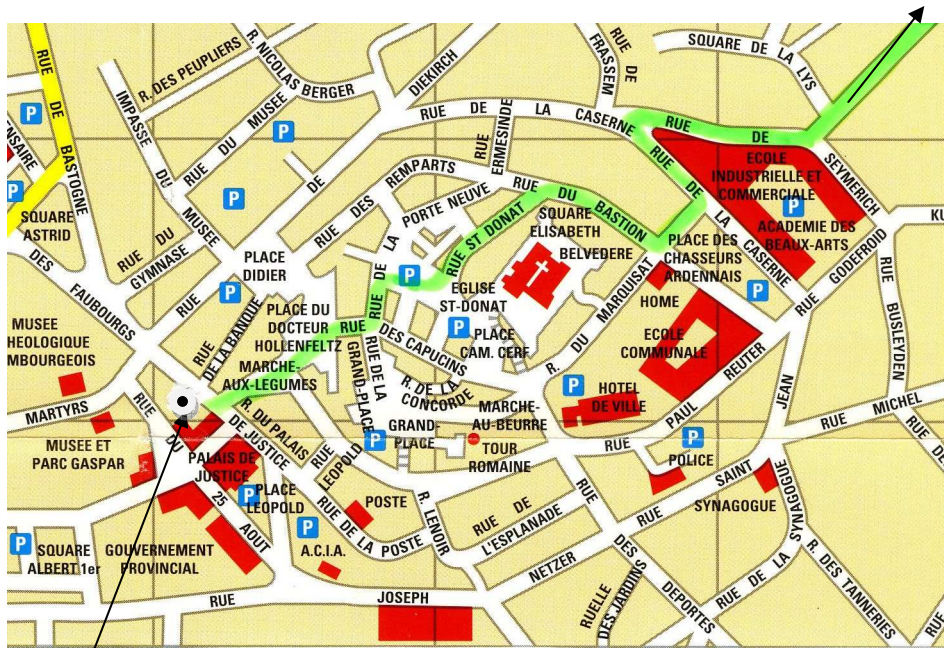 RUE DE BASTOGNE
R. DES PEUPLIERS
R. NICOLAS BERGER
DIEKIRCH
RUE DE FRASSEM
SQUARE DE LA LYS
IMPASSE DU MUSEE
RUE DU MUSEE
P
P
P
P
ENSAIRE
RUE DE LA CASERNE
RUE ERMESINDE
RUE DE SEYMERICH
RUE DE LA CASERNE
ECOLE
INDUSTRIELLE ET
COMMERCIALE
P
ACADEMIE DES
BEAUX-ARTS
KU
SQUARE
ASTRID
RUE DU GYMNASE
RUE DE
RUE DES REMPARTS
PORTE NEUVE
RUE DE LA
RUE ST DONAT
RUE DU BASTION
SQUARE
ELISABETH
BELVEDERE
PLACE DES
CHASSEURS
ARDENNAIS
RUE GODEFROID
RUE BUSLEYDEN
DES FAUBOURGS
PLACE
DIDIER
P
P
P
RUE DE LA BANQUE
PLACE DU
DOCTEUR
HOLLENFELTZ
EGLISE
ST-DONAT
P
PLACE
CAM. CERF.
R. DU MARQUISAT
HOME
ECOLE
COMMUNALE
MUSEE
HEOLOGIQUE
MBOURGEOIS
RUE DES CAPUCINS
MARCHE-
AUX-LEGUMES
RUE DE LA GRAND-PLACE
R. DE LA CONCORDE
P
HOTEL
DE VILLE
RUE PAUL REUTER
JEAN
RUE MICHEL
RUE DE
MARTYRS
RUE DU 25 AOUT
R. DU PALAIS DE JUSTICE
MARCHE-
AU-BEURRE
GRAND-
PLACE
P
TOUR
ROMAINE
P
POLICE
MUSEE ET
PARC GASPAR
PALAIS DE
JUSTICE
RUE LEOPOLD
P
PLACE
LEOPOLD
POSTE
R. LENOIR
RUE DE L'ESPLANADE
RUE SAINT
SYNAGOGUE
P
SQUARE
ALBERT 1er
GOUVERNEMENT
PROVINCIAL
P
A.C.I.A.
RUE DE LA POSTE
NETZER
RUE DES DEPORTES
RUE DE LA SYNAGOGUE
R. DES TANNERIES
RUELLE
DES JARDINS
RUE JOSEPH
RUE